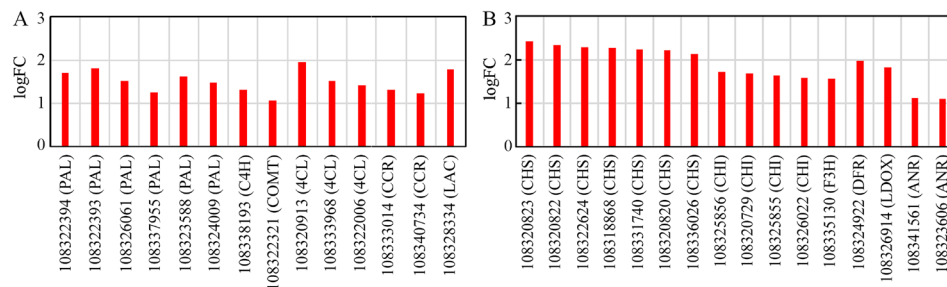 A
logFC
3
2
1
0
108322394 (PAL)
108322393 (PAL)
108326061 (PAL)
108337955 (PAL)
108323588 (PAL)
108324009 (PAL)
108338193 (C4H)
108322321 (COMT)
108320913 (4CL)
108333968 (4CL)
108322006 (4CL)
108333014 (CCR)
108340734 (CCR)
108328334 (LAC)
B
logFC
3
2
1
0
108320823 (CHS)
108320822 (CHS)
108322624 (CHS)
108318868 (CHS)
108331740 (CHS)
108320820 (CHS)
108336026 (CHS)
108325856 (CHI)
108320729 (CHI)
108325855 (CHI)
108326022 (CHI)
108335130 (F3H)
108324922 (DFR)
108326914 (LDOX)
108341561 (ANR)
108323606 (ANR)